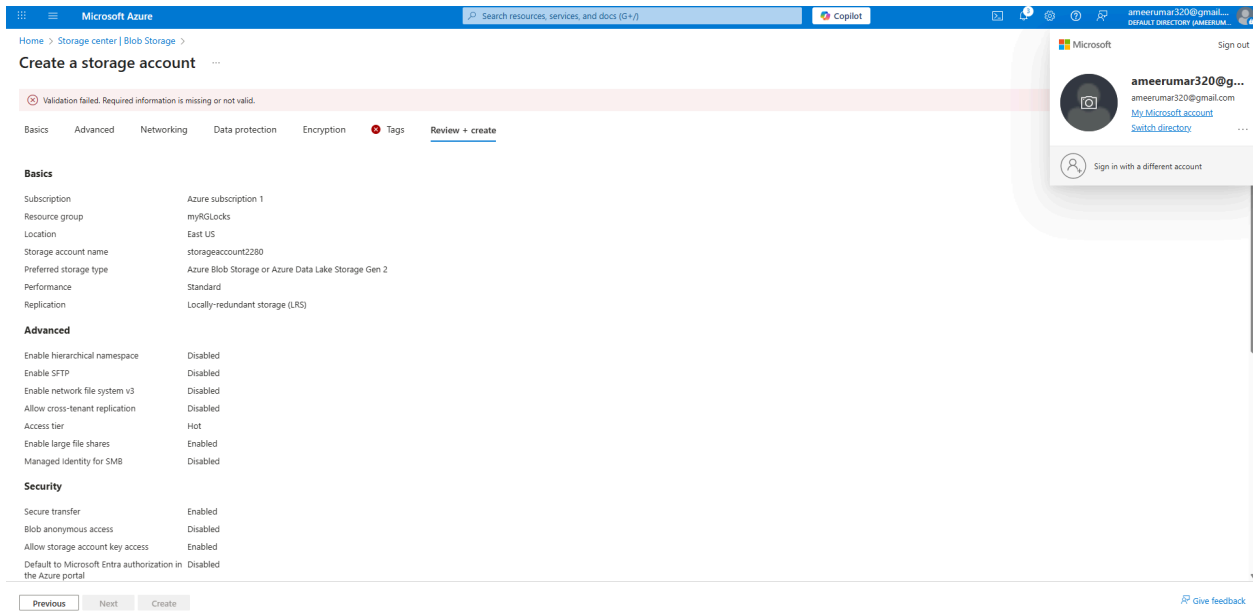 Microsoft Azure
Search resources, services, and docs (G+/)
Copilot
1
ameerumar320@gmail....
DEFAULT DIRECTORY (AMEERUM...
Home > Storage center | Blob Storage >
Create a storage account ...
Microsoft
Sign out
ameerumar320@g...
ameerumar320@gmail.com
My Microsoft account
Switch directory ...
Sign in with a different account
Validation failed. Required information is missing or not valid.
Basics Advanced Networking Data protection Encryption Tags Review + create
Basics
Subscription Azure subscription 1
Resource group myRGLocks
Location East US
Storage account name storageaccount2280
Preferred storage type Azure Blob Storage or Azure Data Lake Storage Gen 2
Performance Standard
Replication Locally-redundant storage (LRS)
Advanced
Enable hierarchical namespace Disabled
Enable SFTP Disabled
Enable network file system v3 Disabled
Allow cross-tenant replication Disabled
Access tier Hot
Enable large file shares Enabled
Managed Identity for SMB Disabled
Security
Secure transfer Enabled
Blob anonymous access Disabled
Allow storage account key access Enabled
Default to Microsoft Entra authorization in Disabled
the Azure portal
Previous Next Create
Give feedback